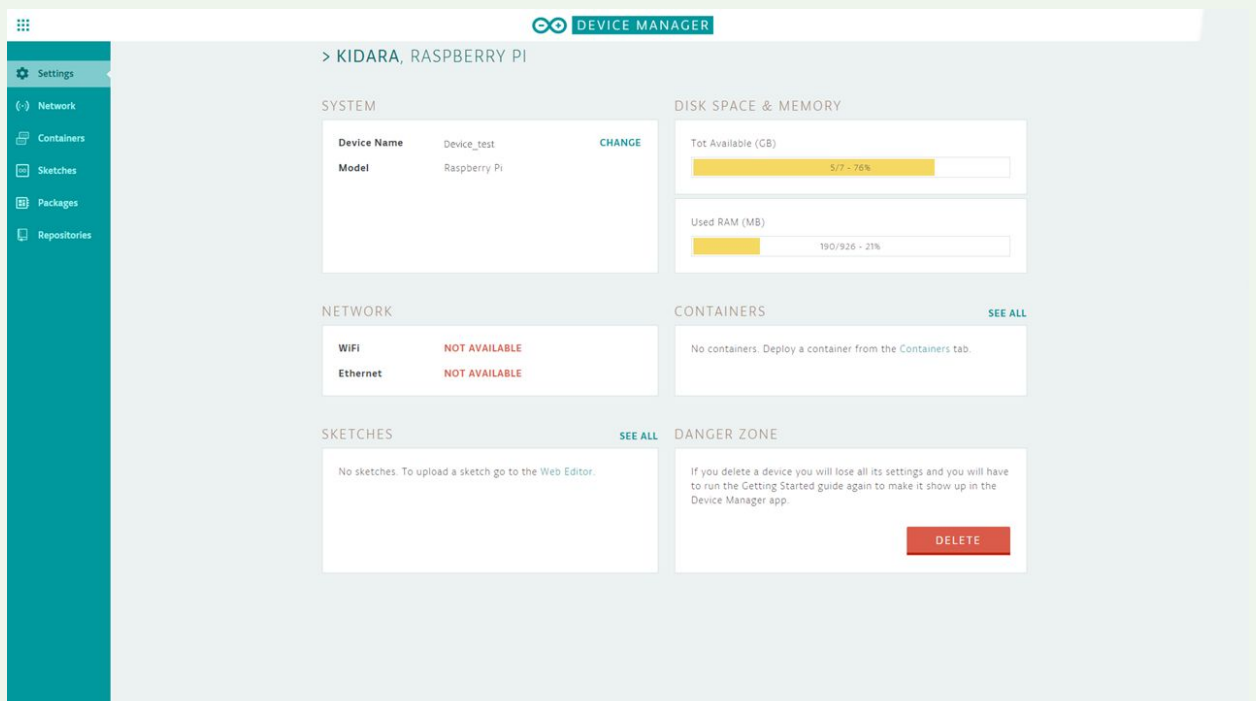 DEVICE MANAGER
Settings
Network
Containers
Sketches
Packages
Repositories
> KIDARA, RASPBERRY PI
SYSTEM
Device Name Device_test CHANGE
Model Raspberry Pi
DISK SPACE & MEMORY
Tot Available (GB)
5/7 - 76%
Used RAM (MB)
190/926 - 21%
NETWORK
WiFi NOT AVAILABLE
Ethernet NOT AVAILABLE
CONTAINERS SEE ALL
No containers. Deploy a container from the Containers tab.
SKETCHES SEE ALL
No sketches. To upload a sketch go to the Web Editor.
DANGER ZONE
If you delete a device you will lose all its settings and you will have
to run the Getting Started guide again to make it show up in the
Device Manager app.
DELETE